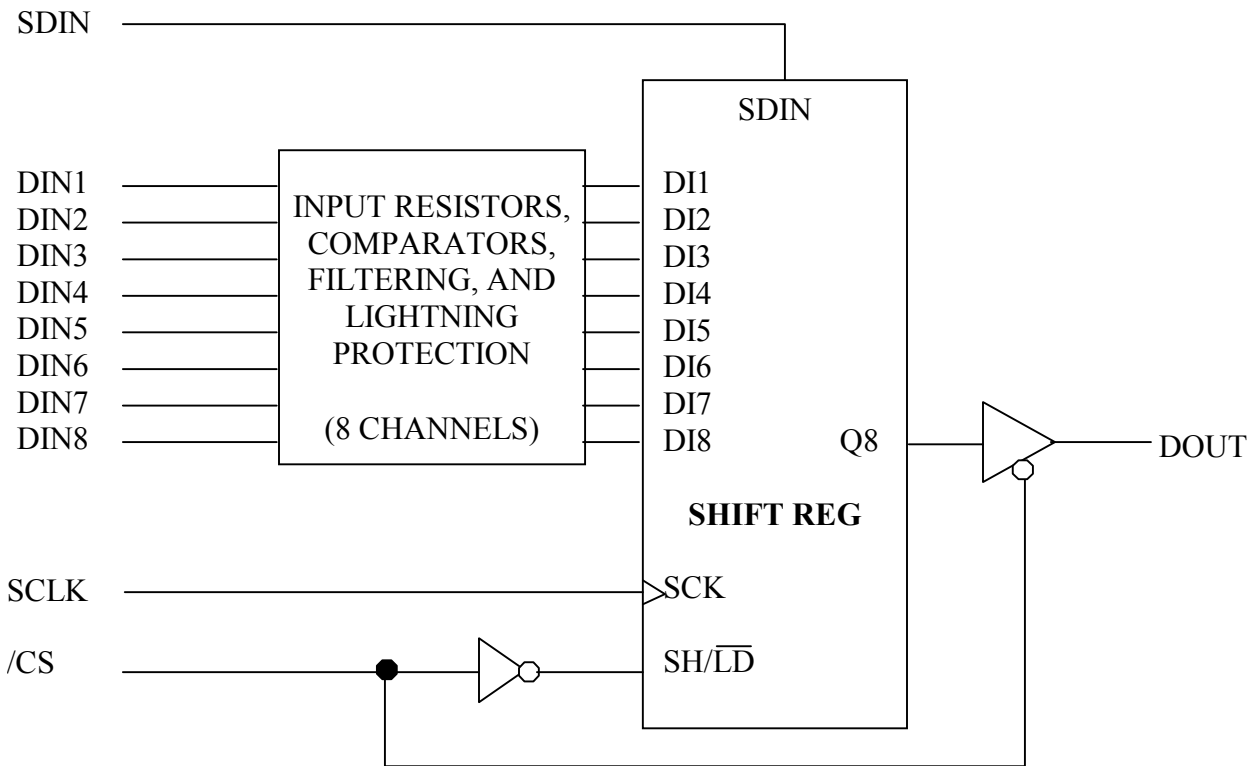 SDIN
SDIN
DIN1
DIN2
DIN3
DIN4
DIN5
DIN6
DIN7
DIN8
INPUT RESISTORS,
COMPARATORS,
FILTERING, AND
LIGHTNING
PROTECTION
(8 CHANNELS)
DI1
DI2
DI3
DI4
DI5
DI6
DI7
DI8
Q8
DOUT
SHIFT REG
SCLK
SCK
/CS
SH/L̅D̅